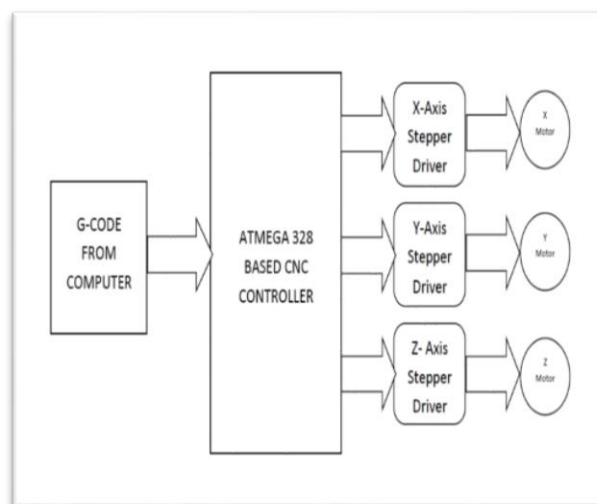 G-CODE
FROM
COMPUTER
ATMEGA 328
BASED CNC
CONTROLLER
X-Axis
Stepper
Driver
X
Motor
Y-Axis
Stepper
Driver
Y
Motor
Z- Axis
Stepper
Driver
Z
Motor